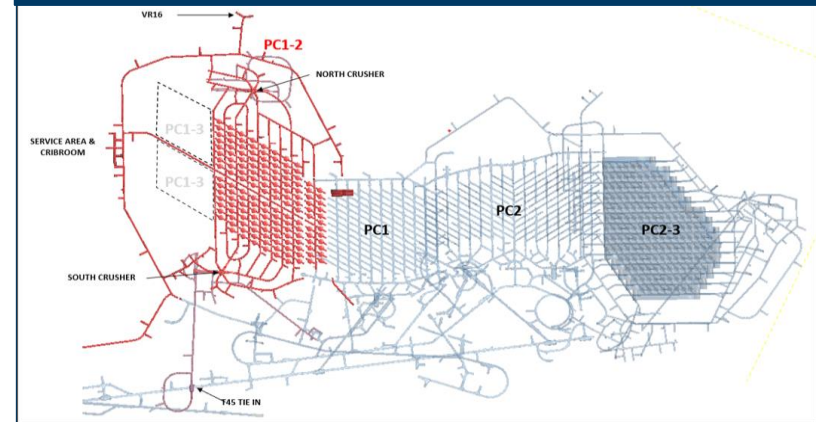 VR16
PC1-2
NORTH CRUSHER
PC1-3
SERVICE AREA &
CRIBROOM
PC1-3
PC1
PC2
PC2-3
SOUTH CRUSHER
T45 TIE IN